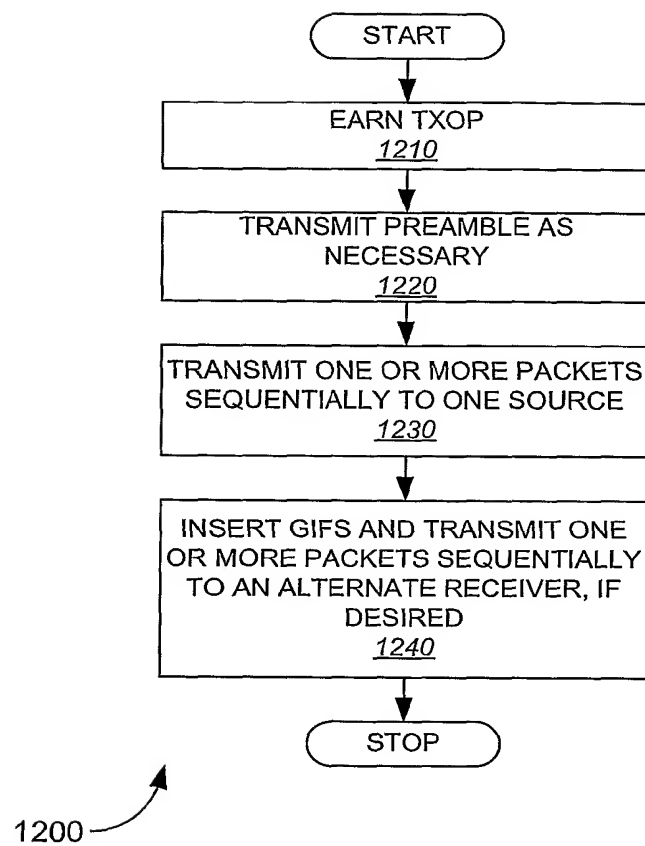 START
EARN TXOP
1210
TRANSMIT PREAMBLE AS
NECESSARY
1220
TRANSMIT ONE OR MORE PACKETS
SEQUENTIALLY TO ONE SOURCE
1230
INSERT GIFS AND TRANSMIT ONE
OR MORE PACKETS SEQUENTIALLY
TO AN ALTERNATE RECEIVER, IF
DESIRED
1240
STOP
1200